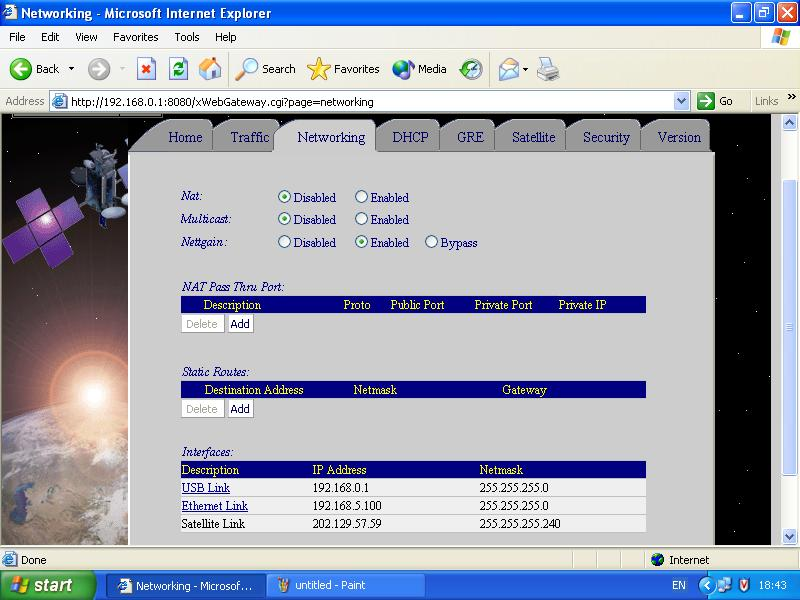 Networking - Microsoft Internet Explorer
File Edit View Favorites Tools Help
Back Search Favorites Media
Address http://192.168.0.1:8080/xWebGateway.cgi?page=networking Go Links »
Home Traffic Networking DHCP GRE Satellite Security Version
Nat: Disabled Enabled
Multicast: Disabled Enabled
Nettgain: Disabled Enabled Bypass
NAT Pass Thru Port:
Description Proto Public Port Private Port Private IP
Delete Add
Static Routes:
Destination Address Netmask Gateway
Delete Add
Interfaces:
Description IP Address Netmask
USB Link 192.168.0.1 255.255.255.0
Ethernet Link 192.168.5.100 255.255.255.0
Satellite Link 202.129.57.59 255.255.255.240
Done Internet
start Networking - Microsof... untitled - Paint EN 18:43